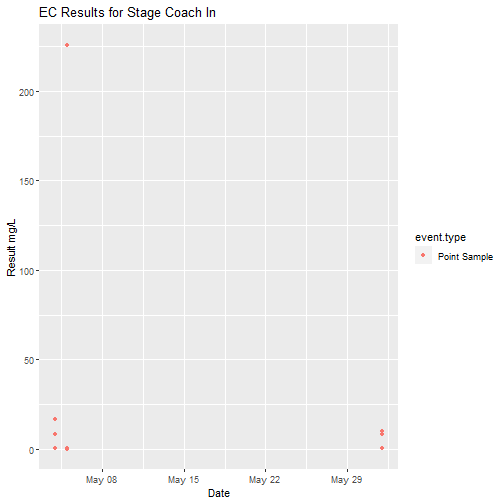 EC Results for Stage Coach In
200
150
100
50
0
Result mg/L
May 08
May 15
May 22
May 29
Date
event.type
Point Sample